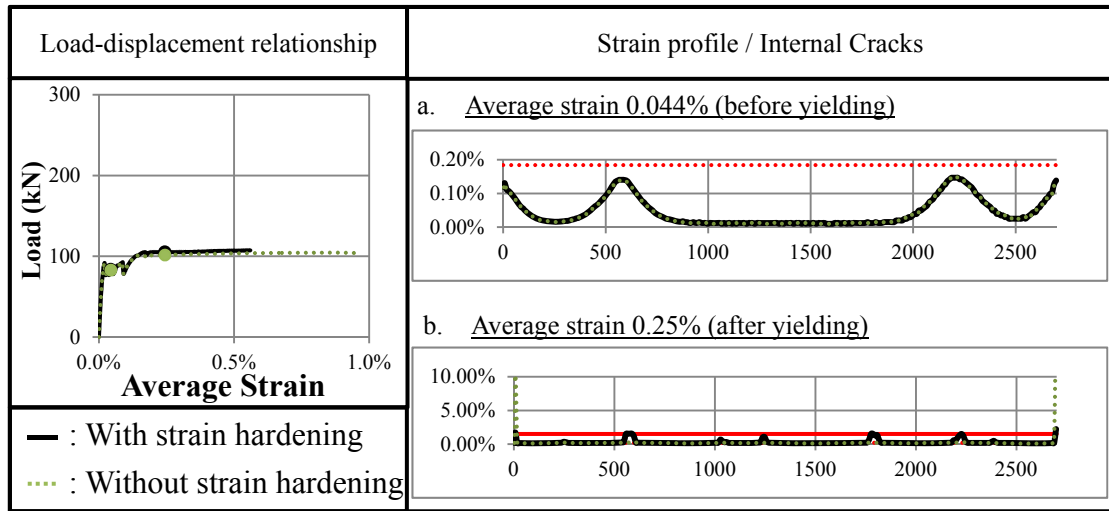 Load-displacement relationship
Strain profile / Internal Cracks
300
200
100
0
Load (kN)
0.0% 0.5% 1.0%
Average Strain
: With strain hardening
: Without strain hardening
a. Average strain 0.044% (before yielding)
0.20%
0.10%
0.00%
0 500 1000 1500 2000 2500
b. Average strain 0.25% (after yielding)
10.00%
5.00%
0.00%
0 500 1000 1500 2000 2500